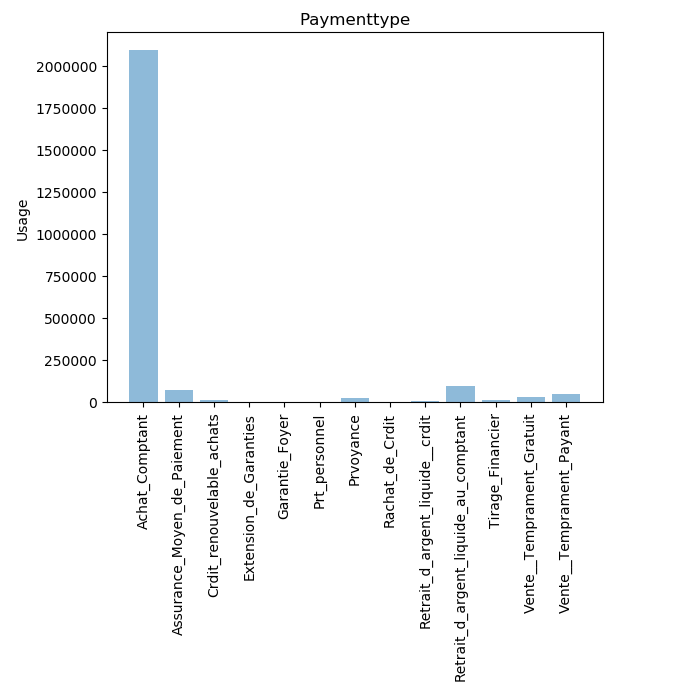 Paymenttype
2000000
1750000
1500000
1250000
1000000
750000
500000
250000
0
Usage
Achat_Comptant
Assurance_Moyen_de_Paiement
Crdit_renouvelable_achats
Extension_de_Garanties
Garantie_Foyer
Prt_personnel
Prvoyance
Rachat_de_Crdit
Retrait_d_argent_liquide__crdit
Retrait_d_argent_liquide_au_comptant
Tirage_Financier
Vente__Temprament_Gratuit
Vente__Temprament_Payant